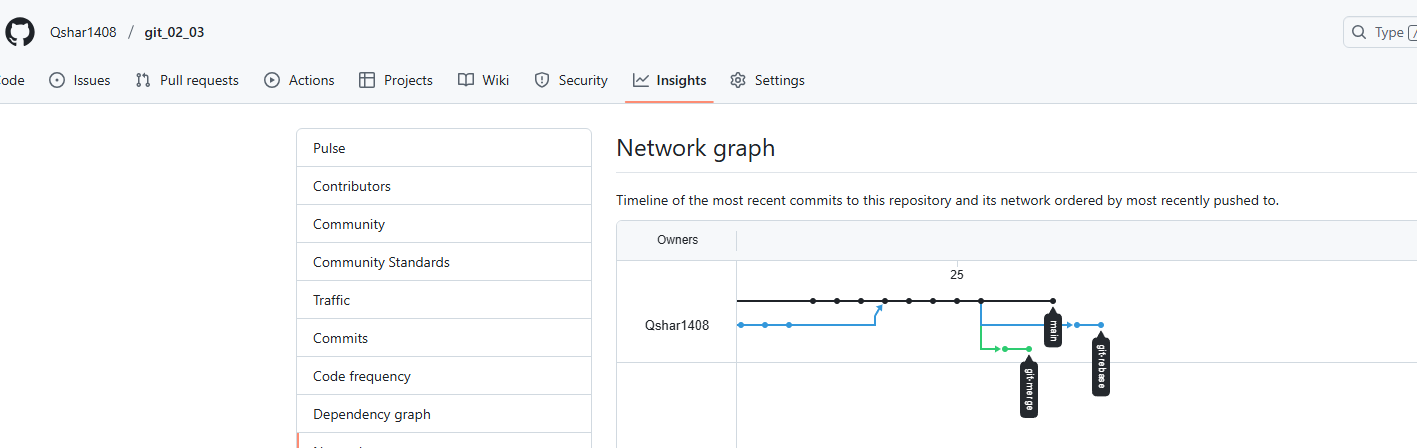 Qshar1408 / git_02_03
Type /
ode Issues Pull requests Actions Projects Wiki Security Insights Settings
Pulse
Contributors
Community
Community Standards
Traffic
Commits
Code frequency
Dependency graph
Network graph
Timeline of the most recent commits to this repository and its network ordered by most recently pushed to.
Owners
25
Qshar1408
main
git-rebase
git-merge